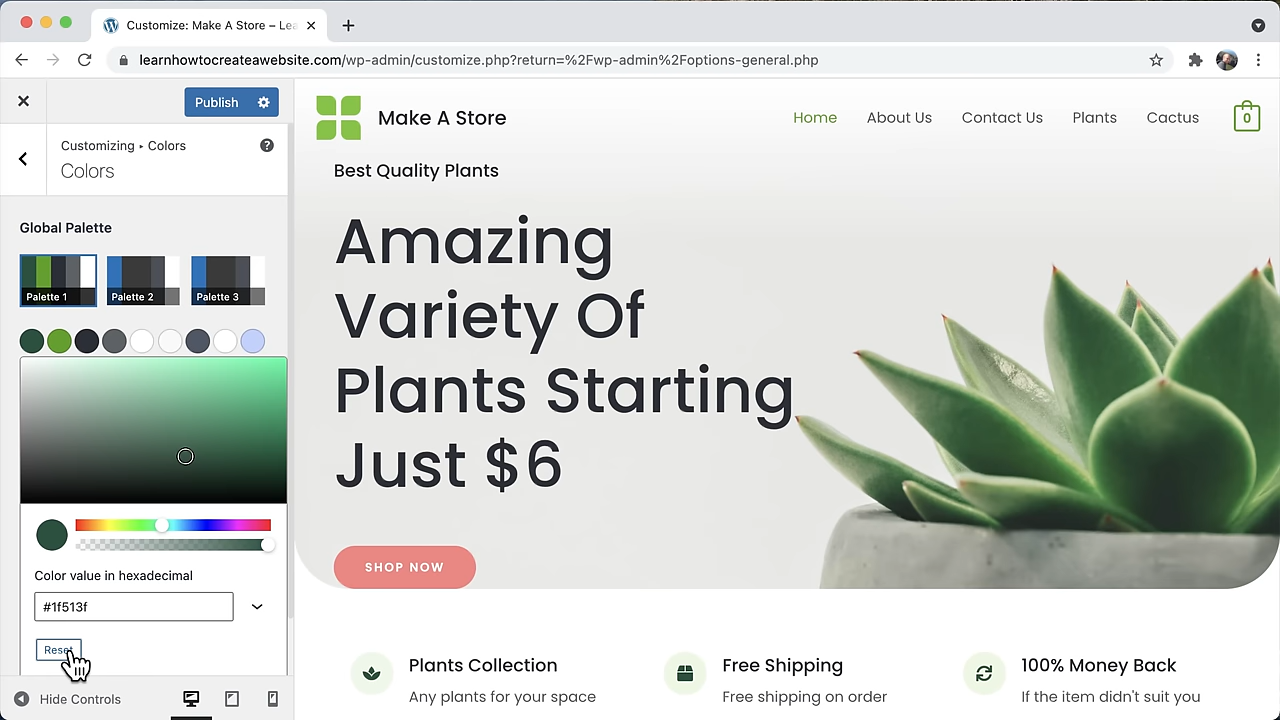 Customize: Make A Store – Lea
learnhowtocreateawebsite.com/wp-admin/customize.php?return=%2Fwp-admin%2Foptions-general.php
Publish
Customizing ▸ Colors
Colors
Global Palette
Palette 1
Palette 2
Palette 3
Color value in hexadecimal
#1f513f
Reset
Hide Controls
Make A Store
Home
About Us
Contact Us
Plants
Cactus
0
Best Quality Plants
Amazing
Variety Of
Plants Starting
Just $6
SHOP NOW
Plants Collection
Any plants for your space
Free Shipping
Free shipping on order
100% Money Back
If the item didn't suit you